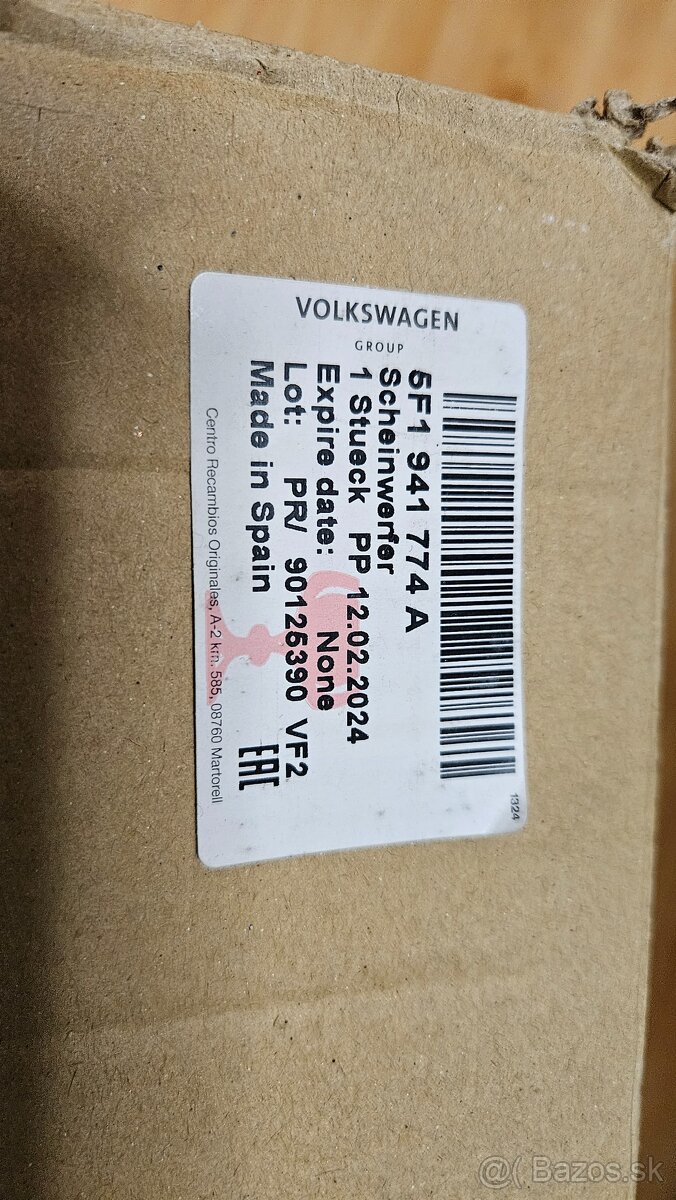 VOLKSWAGEN
GROUP
5F1 941 774 A
Scheinwerfer
1 Stueck PP 12.02.2024
Expire date: None
Lot: PR/ 90125390 VF2
Made in Spain
EAC
Centro Recambios Originales, A-2 km. 585, 08760 Martorell
1324
@( Bazos.sk